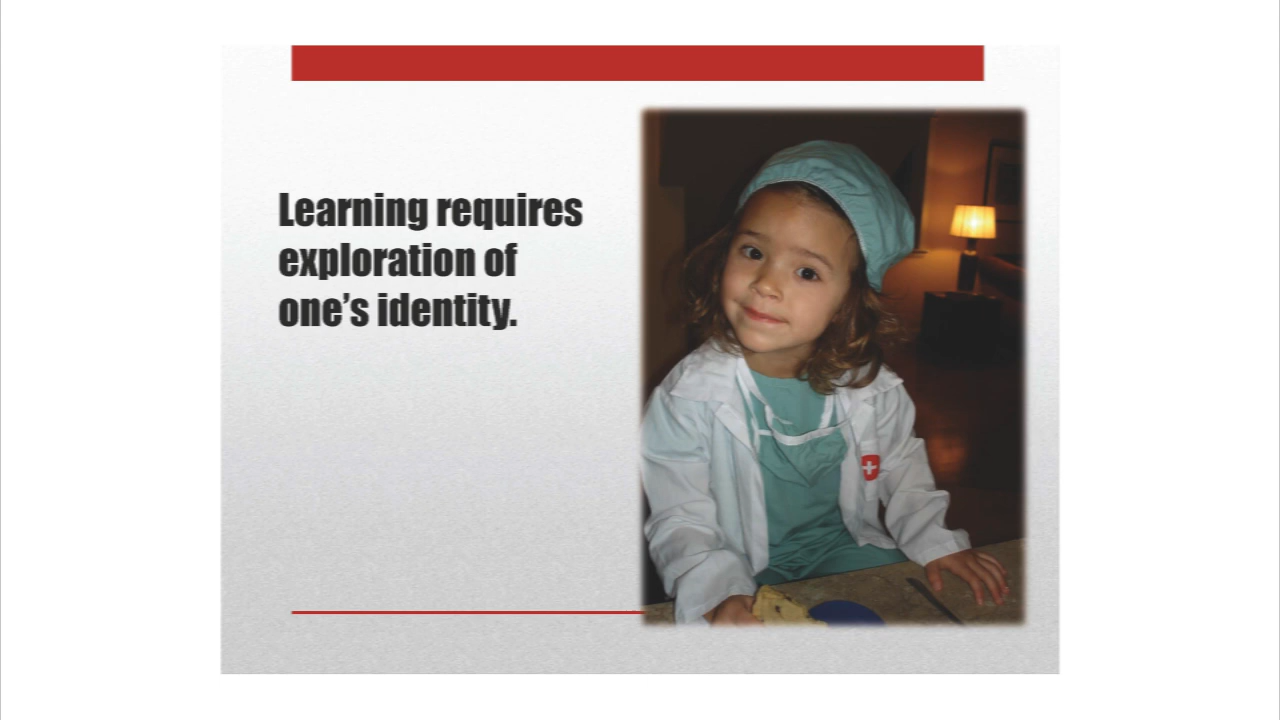 Learning requires
exploration of
one’s identity.